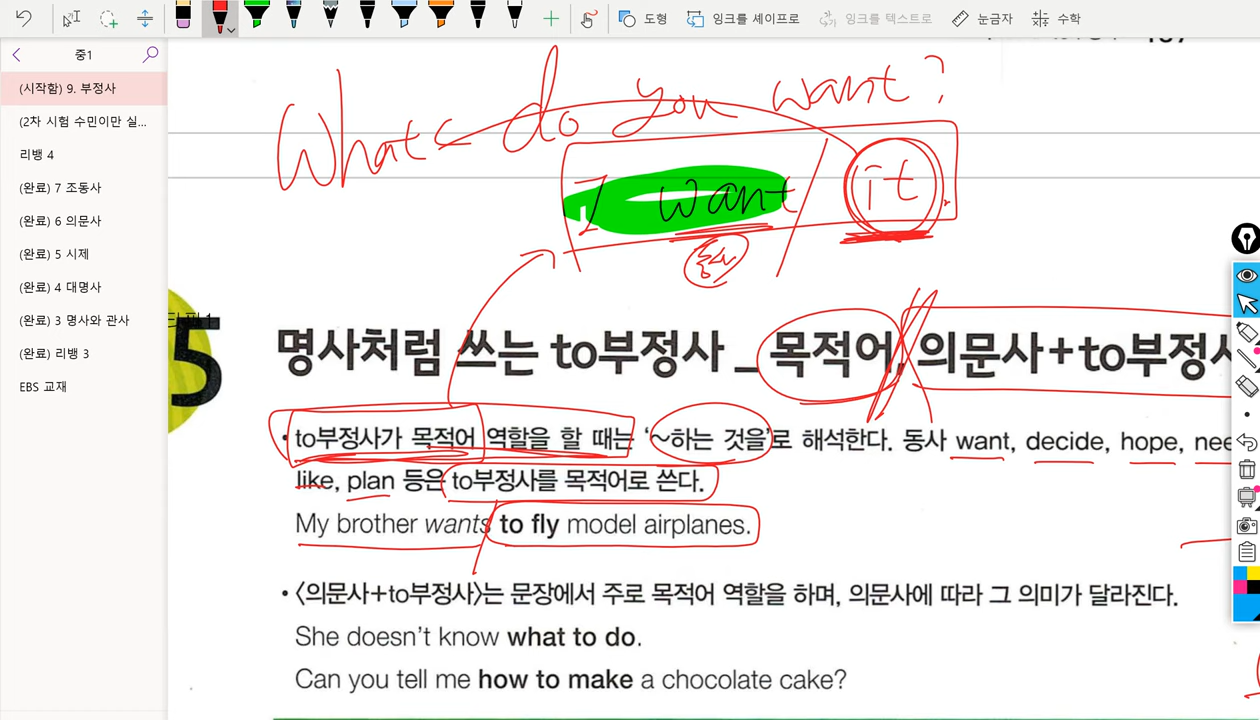 도형 잉크를 셰이프로 잉크를 텍스트로 눈금자 수학
중1
(시작함) 9. 부정사
(2차 시험 수민이만 실...
리뱅 4
(완료) 7 조동사
(완료) 6 의문사
(완료) 5 시제
(완료) 4 대명사
(완료) 3 명사와 관사
(완료) 리뱅 3
EBS 교재
What do you want?
I want / it.
동사
5 명사처럼 쓰는 to부정사 _ 목적어, 의문사+to부정사
• to부정사가 목적어 역할을 할 때는 '~하는 것을'로 해석한다. 동사 want, decide, hope, nee
like, plan 등은 to부정사를 목적어로 쓴다.
My brother wants to fly model airplanes.
• 〈의문사+to부정사〉는 문장에서 주로 목적어 역할을 하며, 의문사에 따라 그 의미가 달라진다.
She doesn't know what to do.
Can you tell me how to make a chocolate cake?